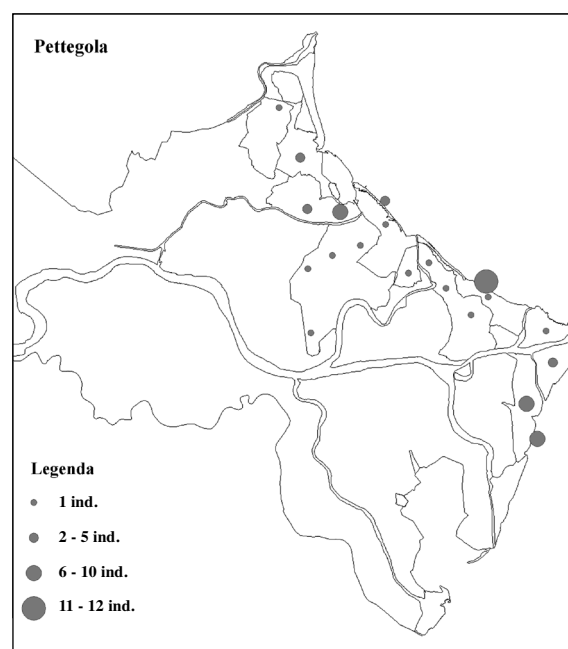 Pettegola
Legenda
1 ind.
2 - 5 ind.
6 - 10 ind.
11 - 12 ind.